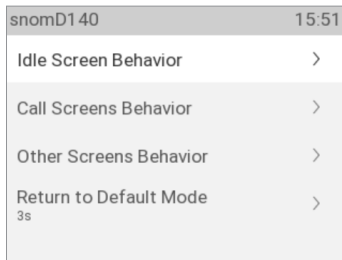 snomD140 15:51
Idle Screen Behavior
Call Screens Behavior
Other Screens Behavior
Return to Default Mode
3s